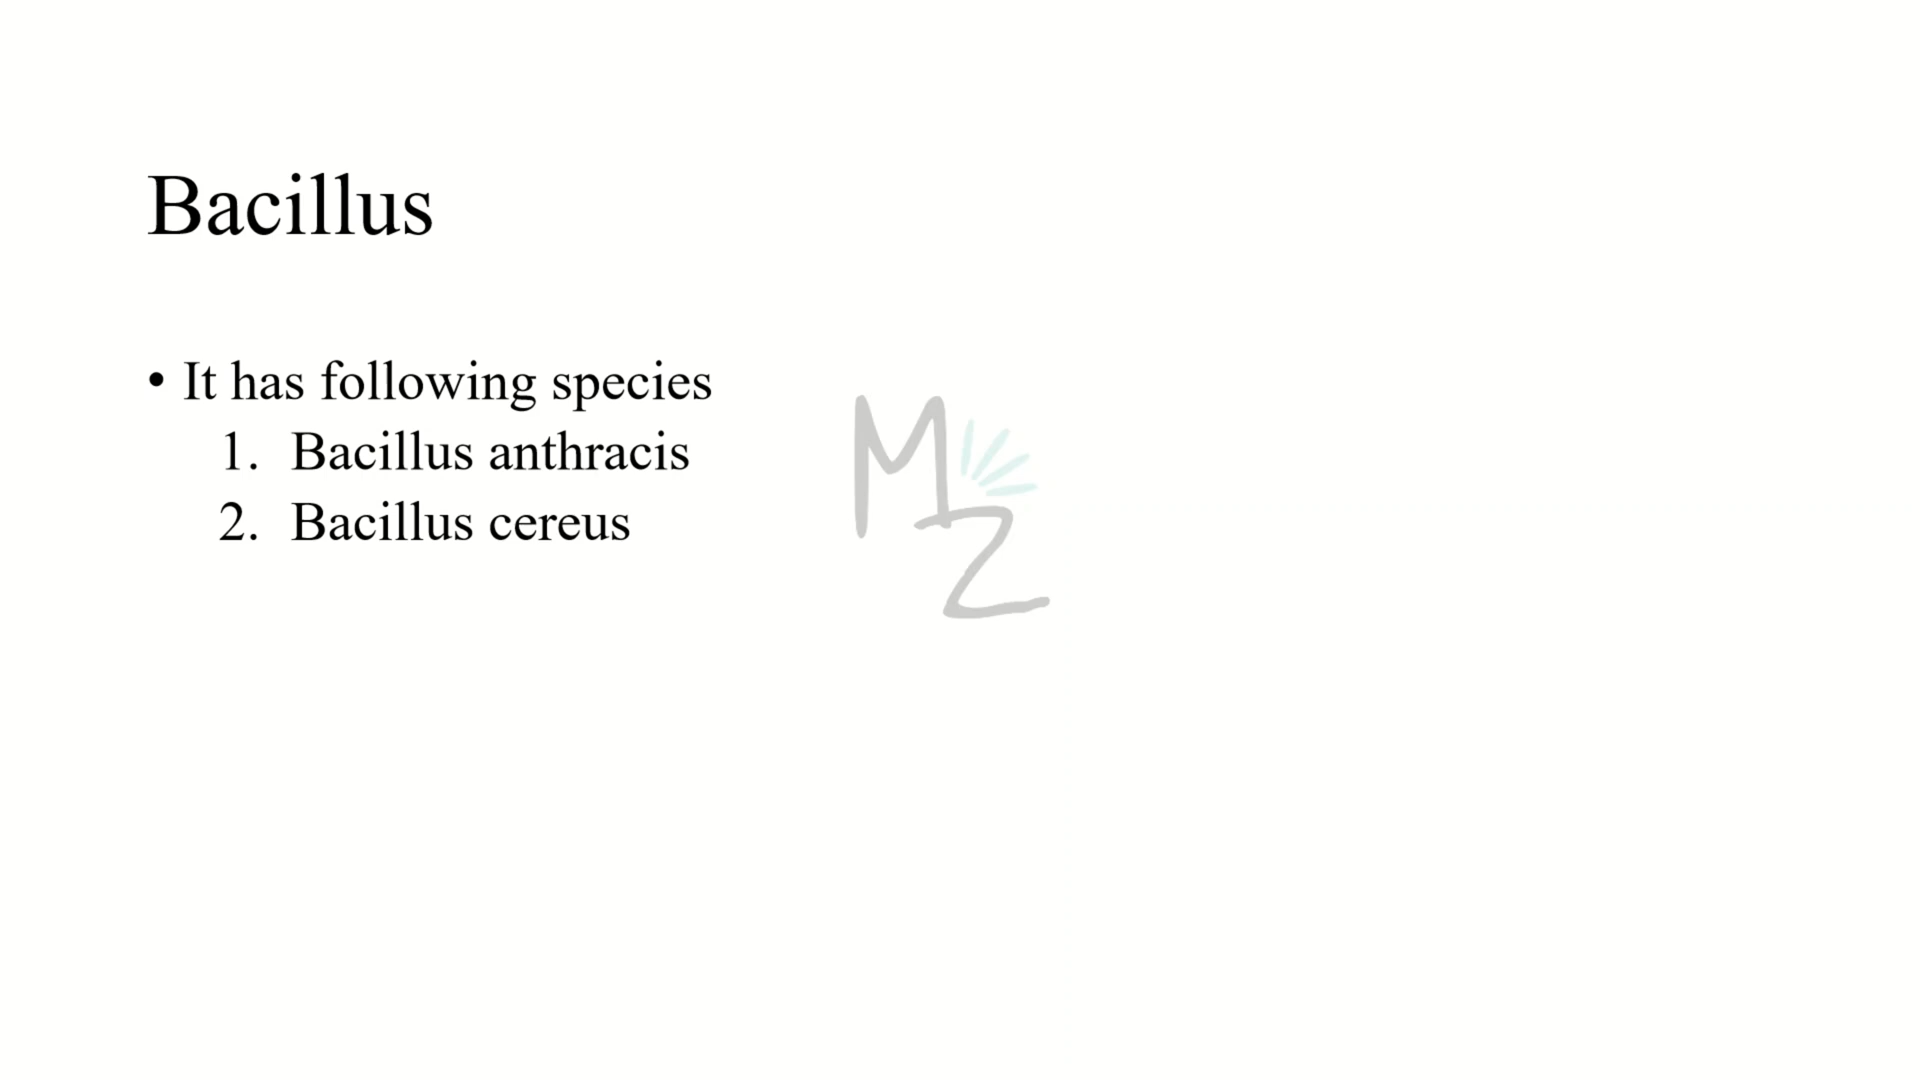 Bacillus
• It has following species
1. Bacillus anthracis
2. Bacillus cereus
MZ